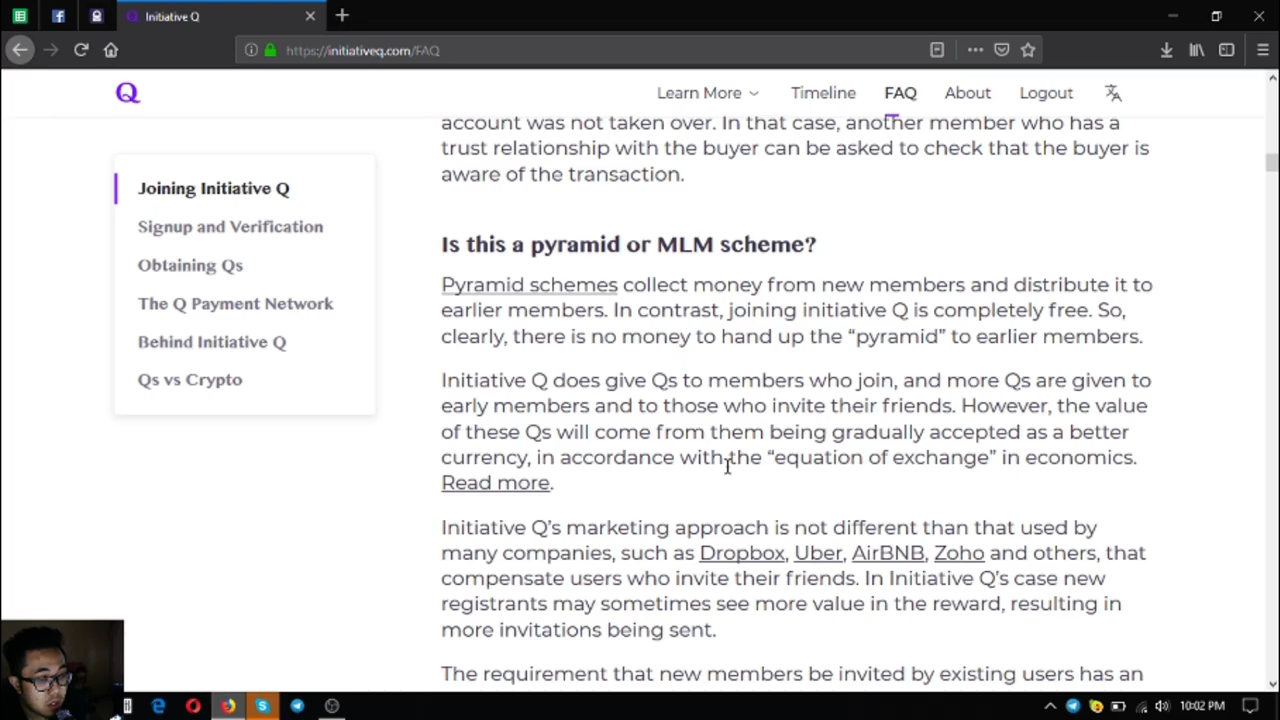 Initiative Q
https://initiativeq.com/FAQ
Q
Learn More
Timeline
FAQ
About
Logout
Joining Initiative Q
Signup and Verification
Obtaining Qs
The Q Payment Network
Behind Initiative Q
Qs vs Crypto
account was not taken over. In that case, another member who has a
trust relationship with the buyer can be asked to check that the buyer is
aware of the transaction.
Is this a pyramid or MLM scheme?
Pyramid schemes collect money from new members and distribute it to
earlier members. In contrast, joining initiative Q is completely free. So,
clearly, there is no money to hand up the “pyramid” to earlier members.
Initiative Q does give Qs to members who join, and more Qs are given to
early members and to those who invite their friends. However, the value
of these Qs will come from them being gradually accepted as a better
currency, in accordance with the “equation of exchange” in economics.
Read more.
Initiative Q’s marketing approach is not different than that used by
many companies, such as Dropbox, Uber, AirBNB, Zoho and others, that
compensate users who invite their friends. In Initiative Q’s case new
registrants may sometimes see more value in the reward, resulting in
more invitations being sent.
The requirement that new members be invited by existing users has an
10:02 PM